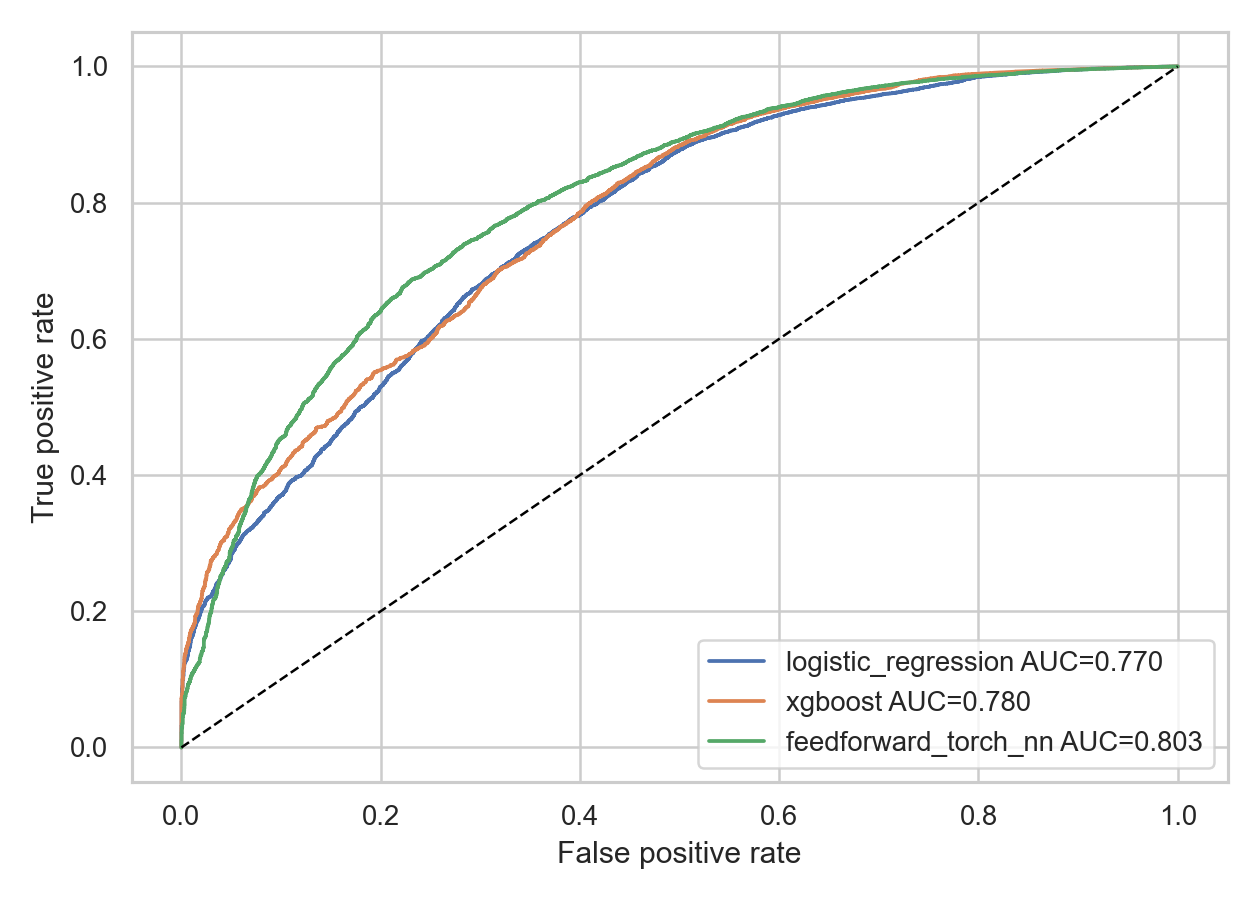 1.0
0.8
0.6
0.4
0.2
0.0
True positive rate
logistic_regression AUC=0.770
xgboost AUC=0.780
feedforward_torch_nn AUC=0.803
0.0 0.2 0.4 0.6 0.8 1.0
False positive rate